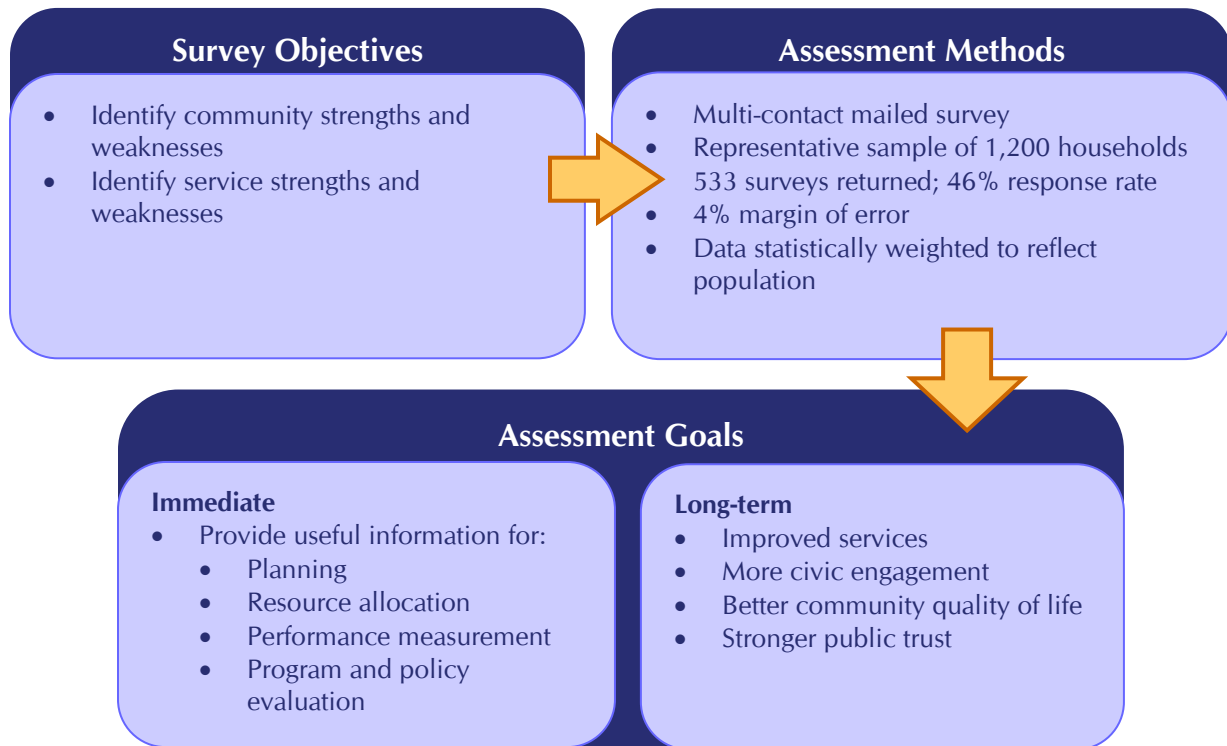 Survey Objectives
• Identify community strengths and
weaknesses
• Identify service strengths and
weaknesses
Assessment Methods
• Multi-contact mailed survey
• Representative sample of 1,200 households
• 533 surveys returned; 46% response rate
• 4% margin of error
• Data statistically weighted to reflect
population
Assessment Goals
Immediate
• Provide useful information for:
• Planning
• Resource allocation
• Performance measurement
• Program and policy
evaluation
Long-term
• Improved services
• More civic engagement
• Better community quality of life
• Stronger public trust